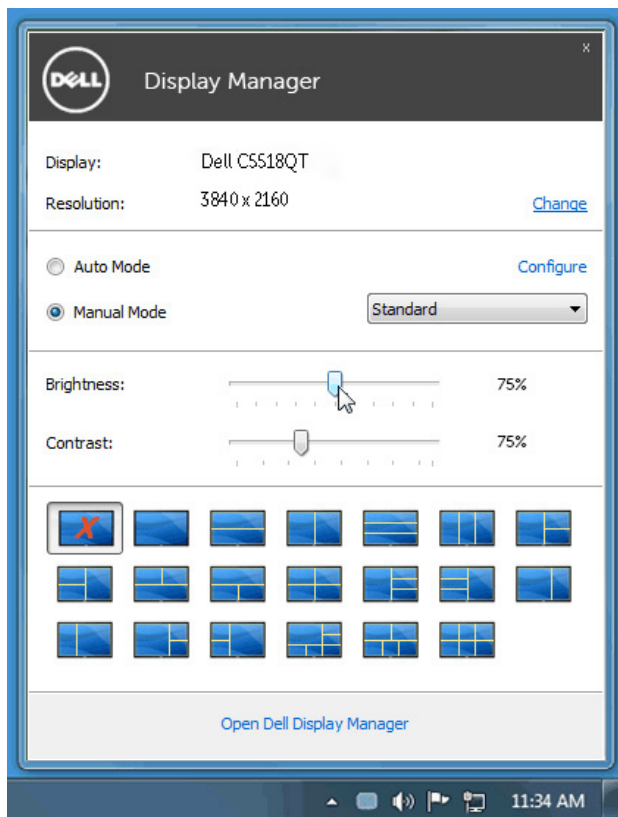 x
DELL
Display Manager
Display: Dell C5518QT
Resolution: 3840 x 2160 Change
Auto Mode Configure
Manual Mode Standard
Brightness: 75%
Contrast: 75%
Open Dell Display Manager
11:34 AM